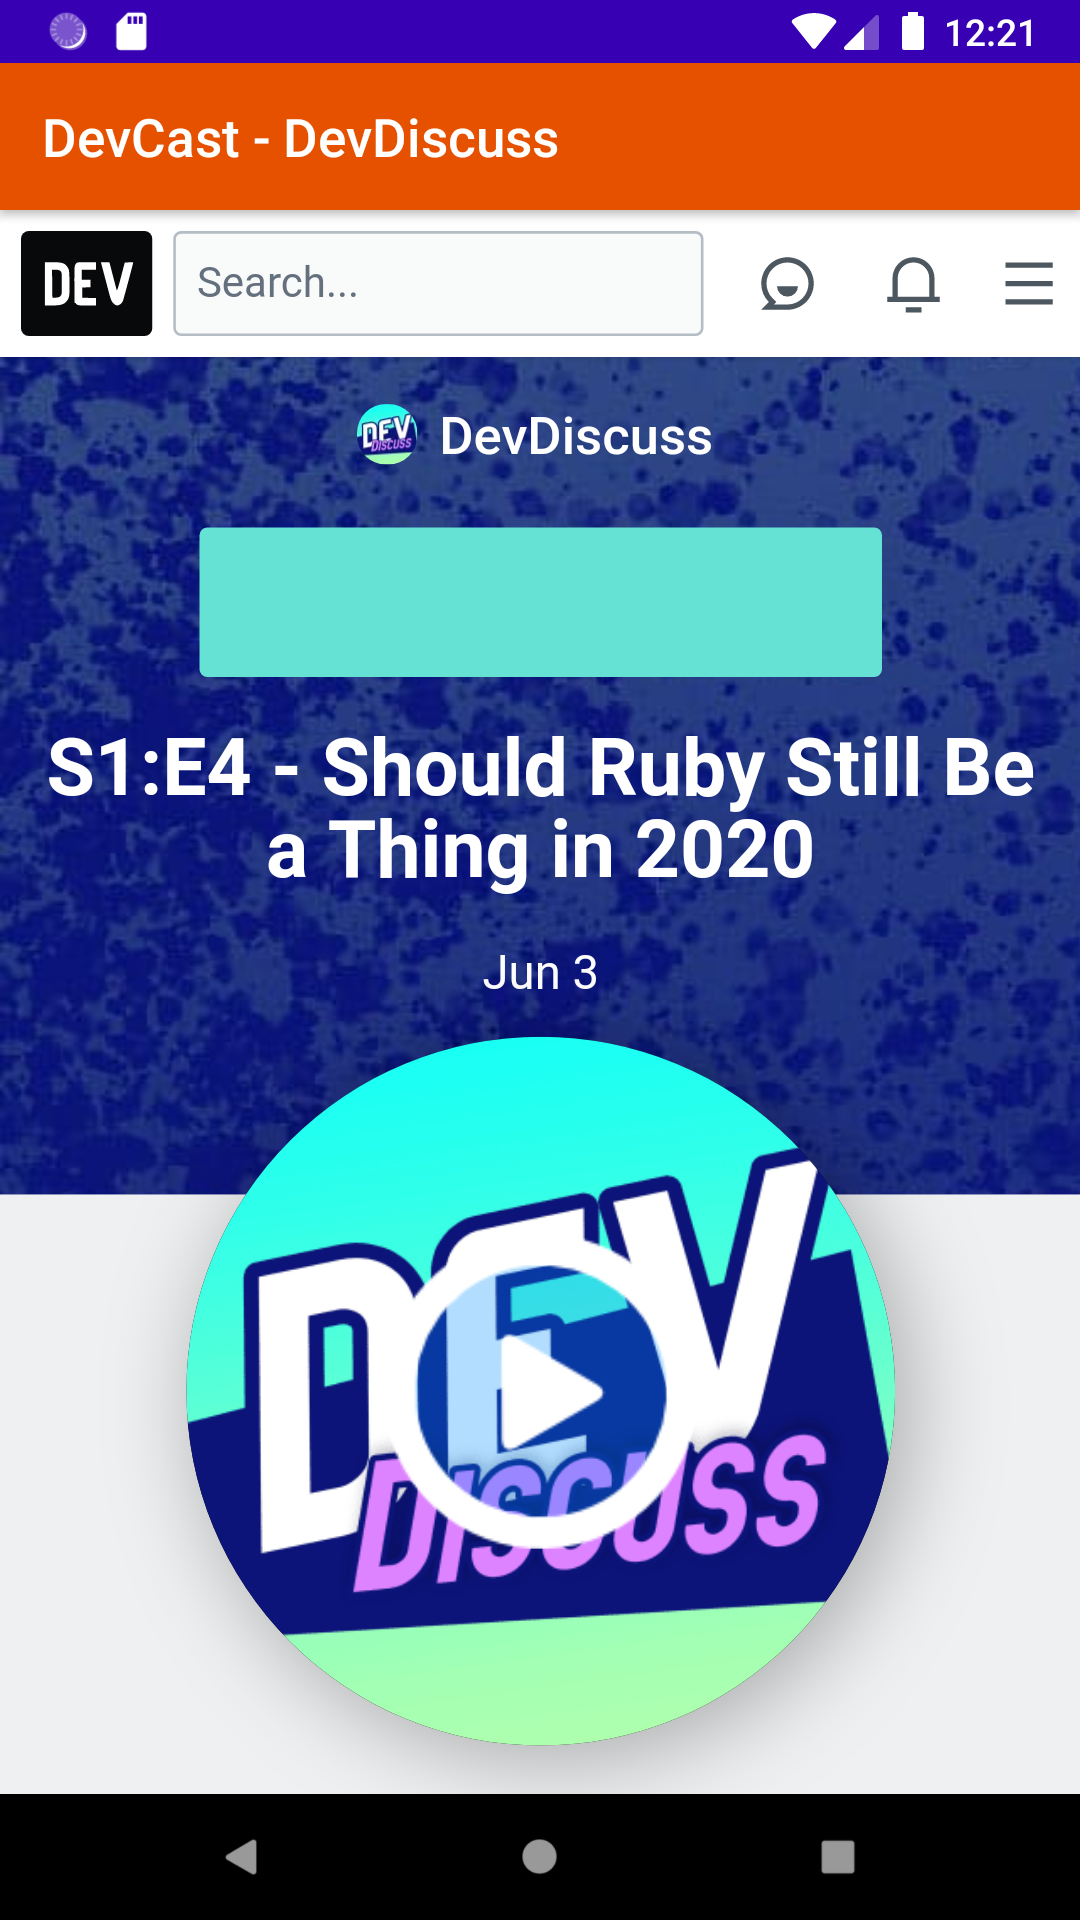 12:21
DevCast - DevDiscuss
DEV
Search...
DEV
DISCUSS
DevDiscuss
S1:E4 - Should Ruby Still Be
a Thing in 2020
Jun 3
DEV
DISCUSS